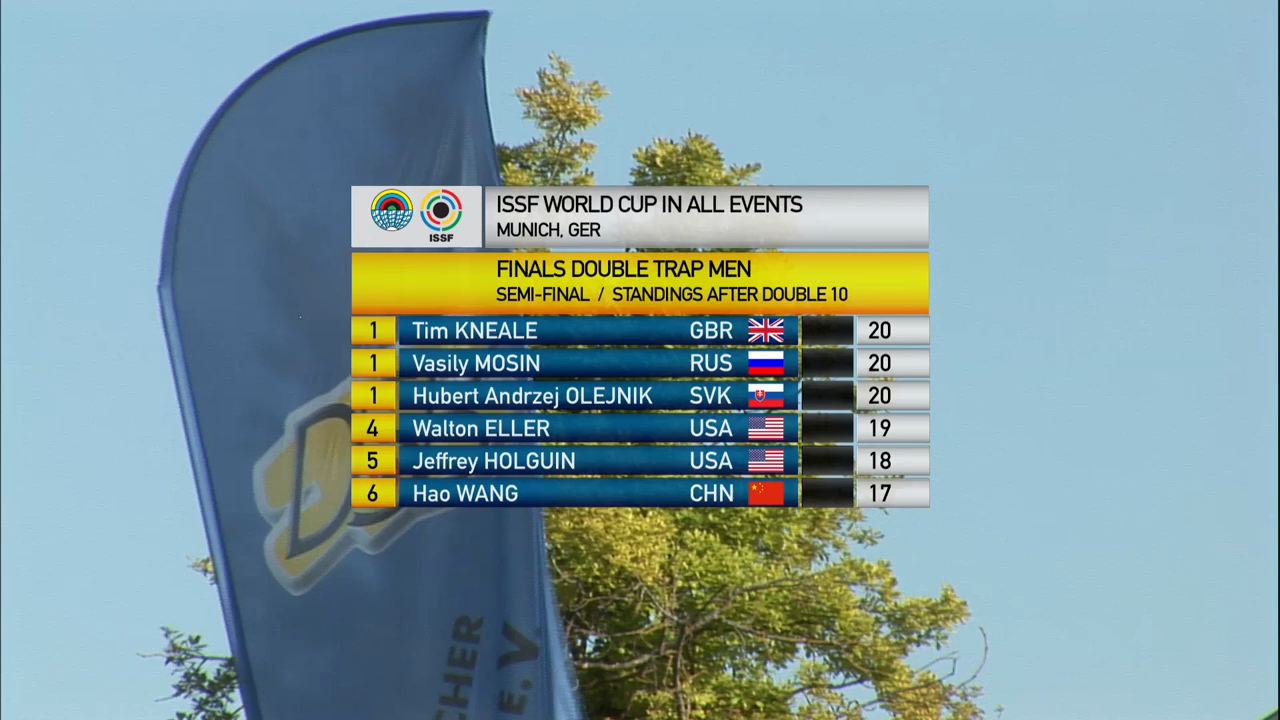 ISSF
ISSF WORLD CUP IN ALL EVENTS
MUNICH, GER
FINALS DOUBLE TRAP MEN
SEMI-FINAL / STANDINGS AFTER DOUBLE 10
1 Tim KNEALE GBR 20
1 Vasily MOSIN RUS 20
1 Hubert Andrzej OLEJNIK SVK 20
4 Walton ELLER USA 19
5 Jeffrey HOLGUIN USA 18
6 Hao WANG CHN 17
CHER
E.V.